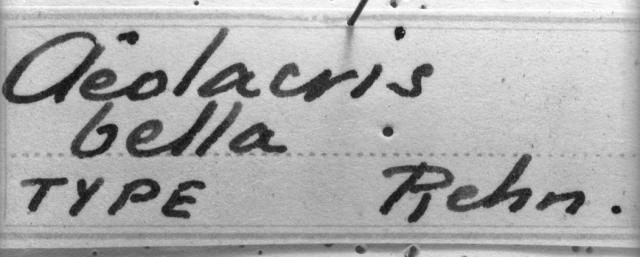 Aëolacris
bella
TYPE Rehn.